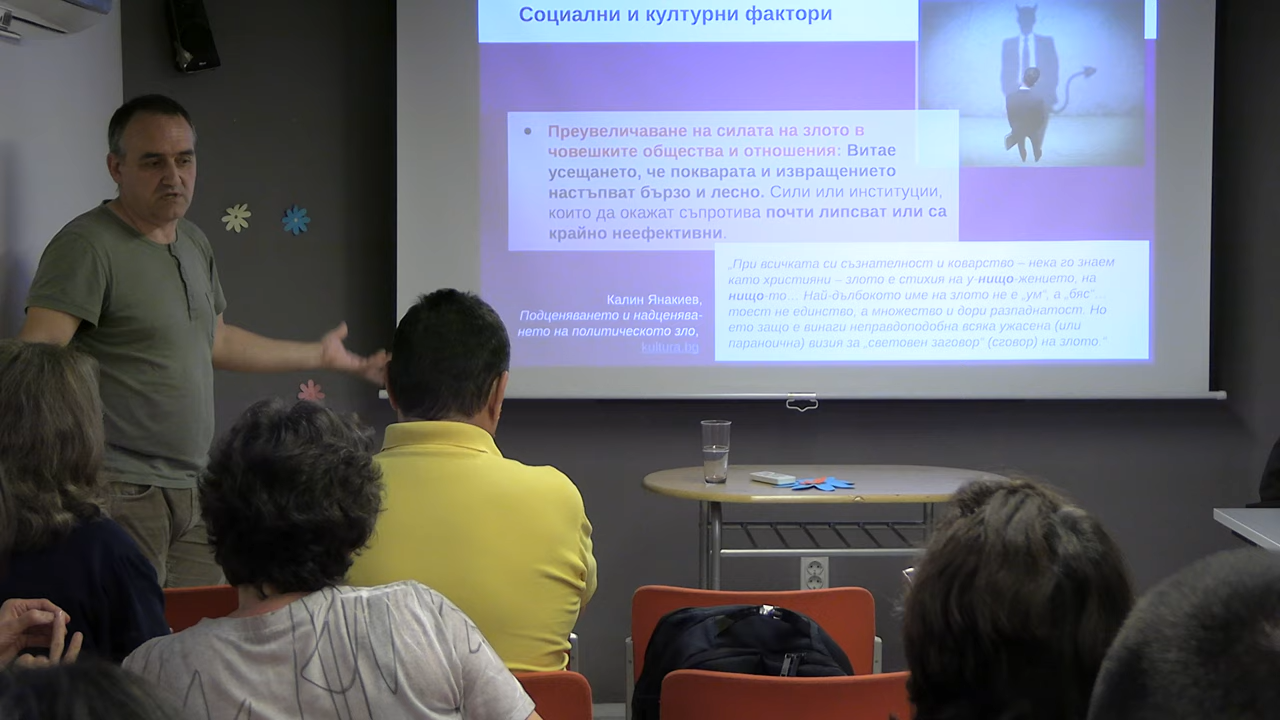 Социални и културни фактори
• Преувеличаване на силата на злото в
човешките общества и отношения: Витае
усещането, че покварата и извращението
настъпват бързо и лесно. Сили или институции,
които да окажат съпротива почти липсват или са
крайно неефективни.
„При всичката си съзнателност и коварство – нека го знаем
като християни – злото е стихия на у-нищо-жението, на
нищо-то… Най-дълбокото име на злото не е „ум“, а „бяс“…
тоест не единство, а множество и дори разпаднатост. Но
ето защо е винаги неправдоподобна всяка ужасена (или
параноична) визия за „световен заговор“ (сговор) на злото.“
Калин Янакиев,
Подценяването и надценява-
нето на политическото зло,
kultura.bg